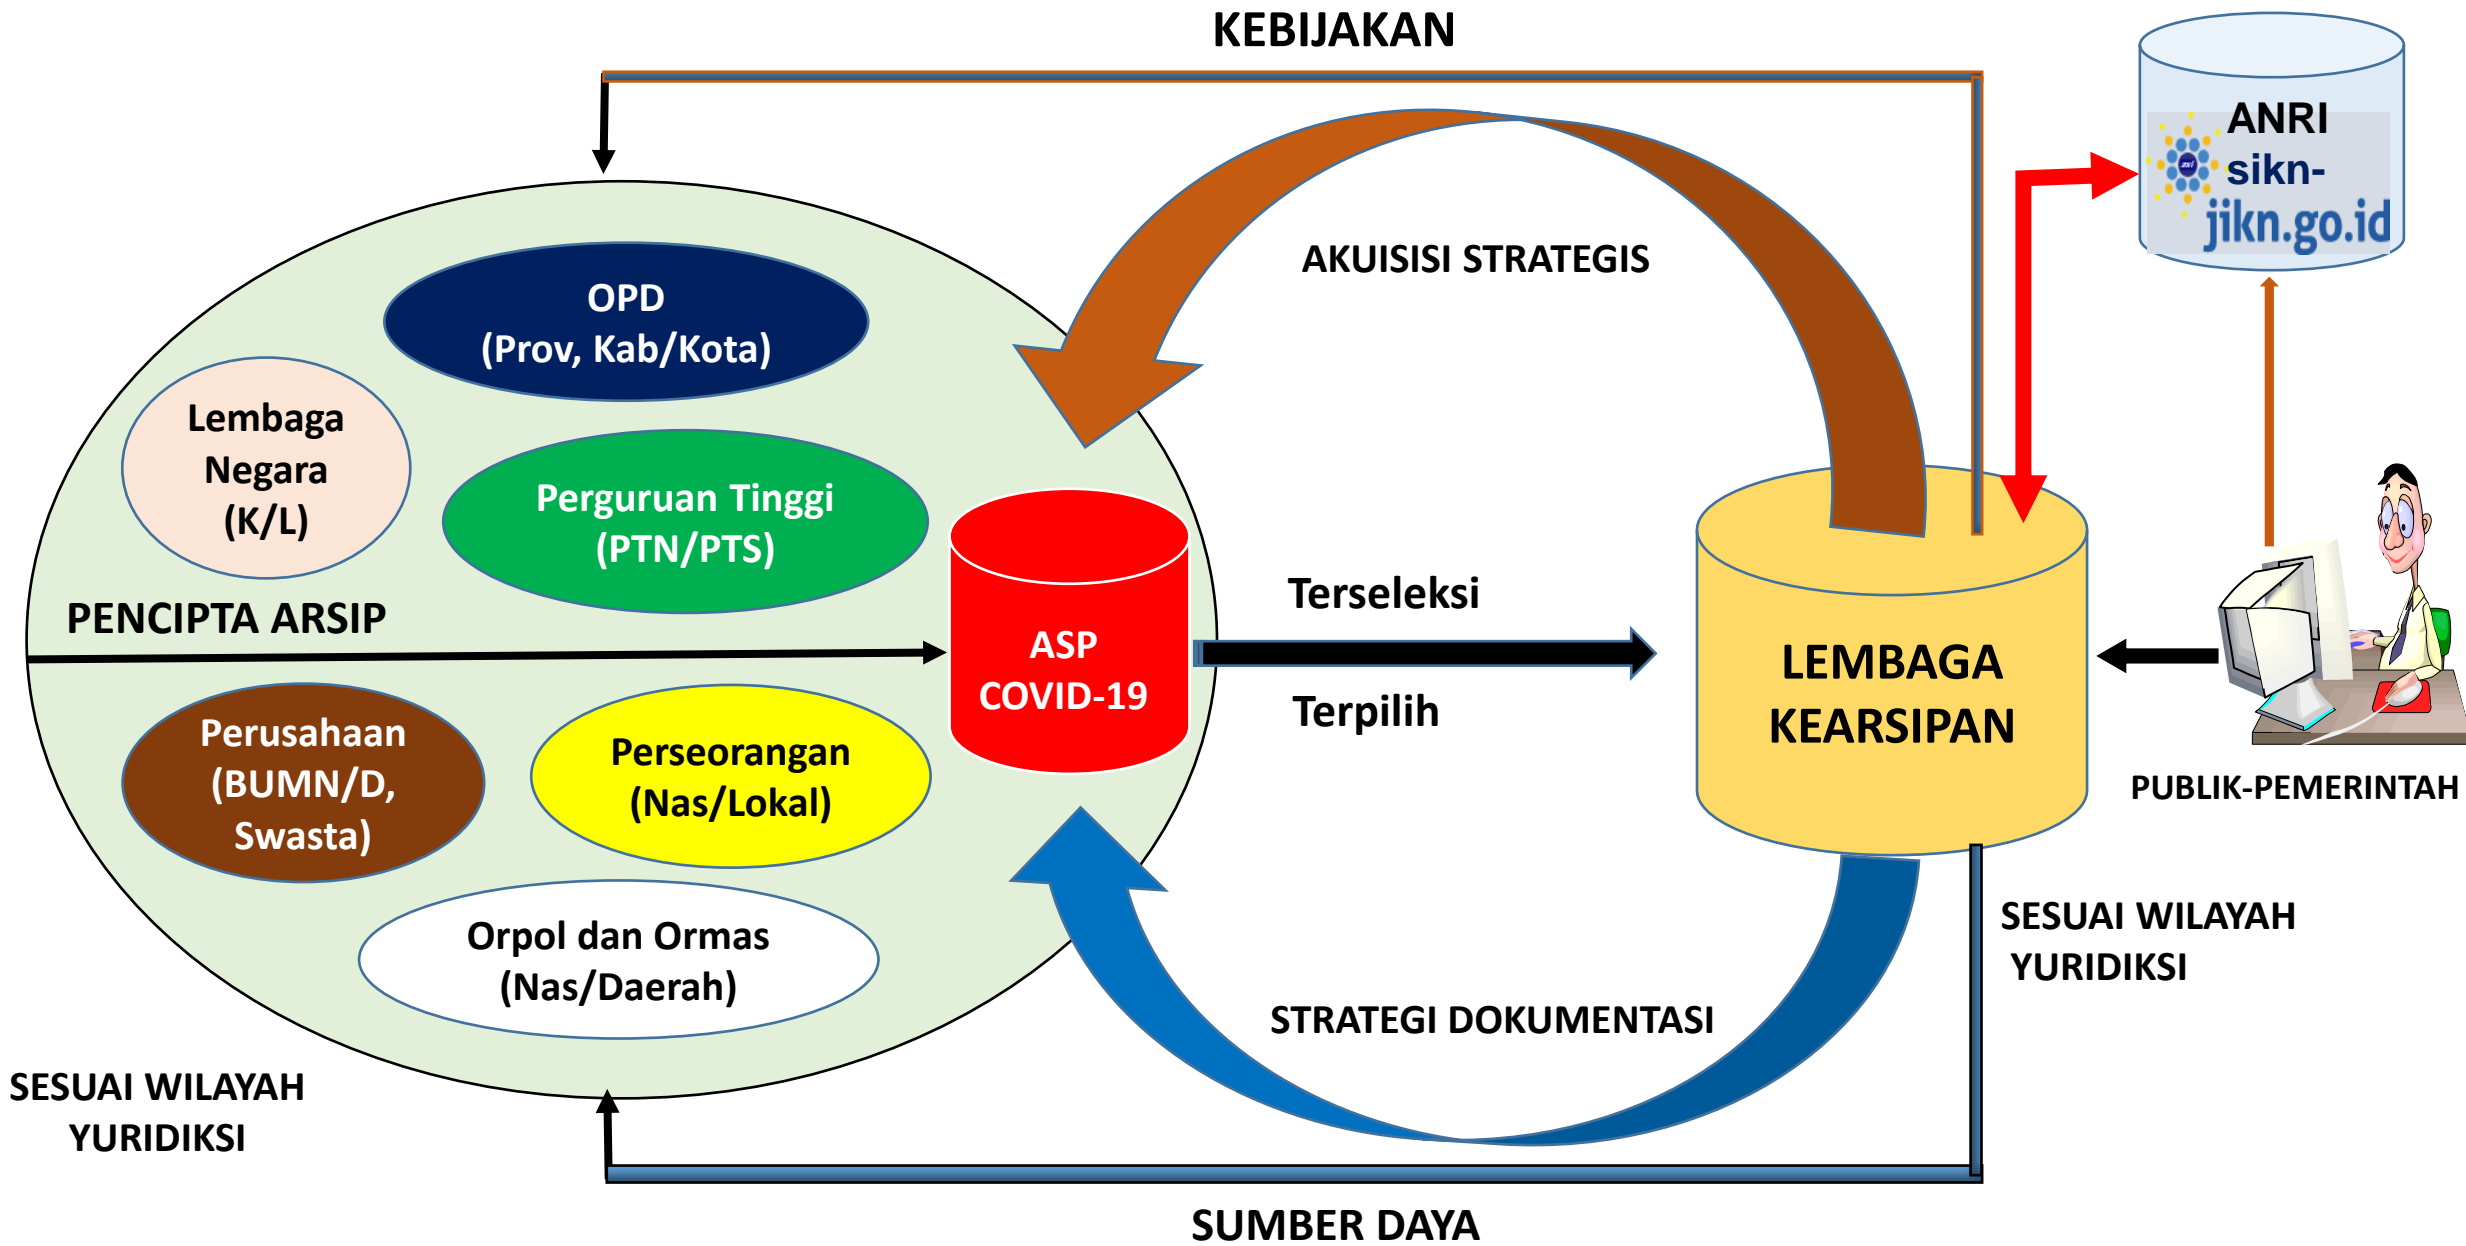 KEBIJAKAN
ANRI
sikn-
jikn.go.id
AKUISISI STRATEGIS
OPD
(Prov, Kab/Kota)
Lembaga
Negara
(K/L)
Perguruan Tinggi
(PTN/PTS)
PENCIPTA ARSIP
ASP
COVID-19
Terseleksi
Terpilih
LEMBAGA
KEARSIPAN
PUBLIK-PEMERINTAH
Perusahaan
(BUMN/D,
Swasta)
Perseorangan
(Nas/Lokal)
Orpol dan Ormas
(Nas/Daerah)
SESUAI WILAYAH
YURIDIKSI
STRATEGI DOKUMENTASI
SESUAI WILAYAH
YURIDIKSI
SUMBER DAYA